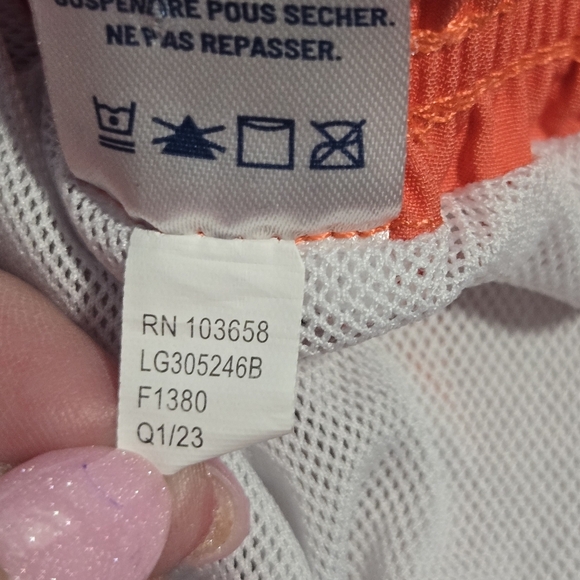 SUSPENDRE POUS SECHER.
NE PAS REPASSER.
RN 103658
LG305246B
F1380
Q1/23